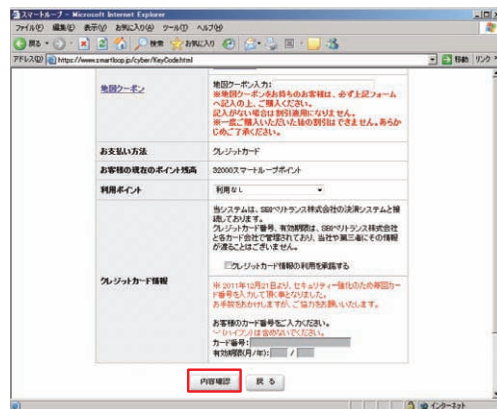 スマートループ - Microsoft Internet Explorer
ファイル(F) 編集(E) 表示(V) お気に入り(A) ツール(T) ヘルプ(H)
戻る 検索 お気に入り
アドレス(D) https://www.smartloop.jp/cyber/KeyCode.html 移動 リンク
地図クーポン
地図クーポン入力:
※地図クーポンをお持ちのお客様は、必ず上記フォーム
へ記入の上、ご購入ください。
記入がない場合は割引適用になりません。
※一度ご購入いただいた後の割引はできません。あらか
じめご了承ください。
お支払い方法 クレジットカード
お客様の現在のポイント残高 32000スマートループポイント
利用ポイント 利用なし
クレジットカード情報
当システムは、SBIベリトランス株式会社の決済システムと接
続しております。
クレジットカード番号、有効期限は、SBIベリトランス株式会社
と各カード会社で管理されており、当社や第三者にその情報
が渡ることはございません。
クレジットカード情報の利用を承諾する
※ 2011年12月21日より、セキュリティー強化のため毎回カー
ド番号を入力して頂く事となりました。
お手数をおかけしますが、ご協力をお願いいたします。
お客様のカード番号をご入力ください。
'-' (ハイフン)は含めないでください。
カード番号:
有効期限(月/年): /
内容確認 戻る
インターネット